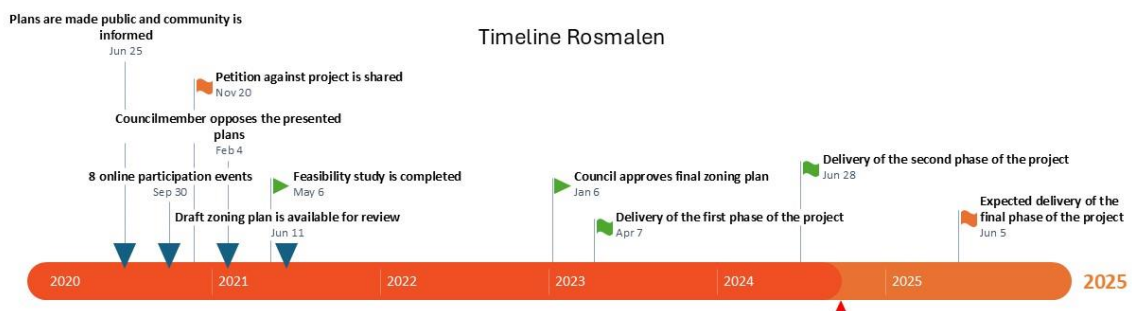 Timeline Rosmalen
Plans are made public and community is
informed
Jun 25
Petition against project is shared
Nov 20
Councilmember opposes the presented
plans
Feb 4
8 online participation events
Sep 30
Feasibility study is completed
May 6
Draft zoning plan is available for review
Jun 11
Council approves final zoning plan
Jan 6
Delivery of the first phase of the project
Apr 7
Delivery of the second phase of the project
Jun 28
Expected delivery of the
final phase of the project
Jun 5
2020
2021
2022
2023
2024
2025
2025